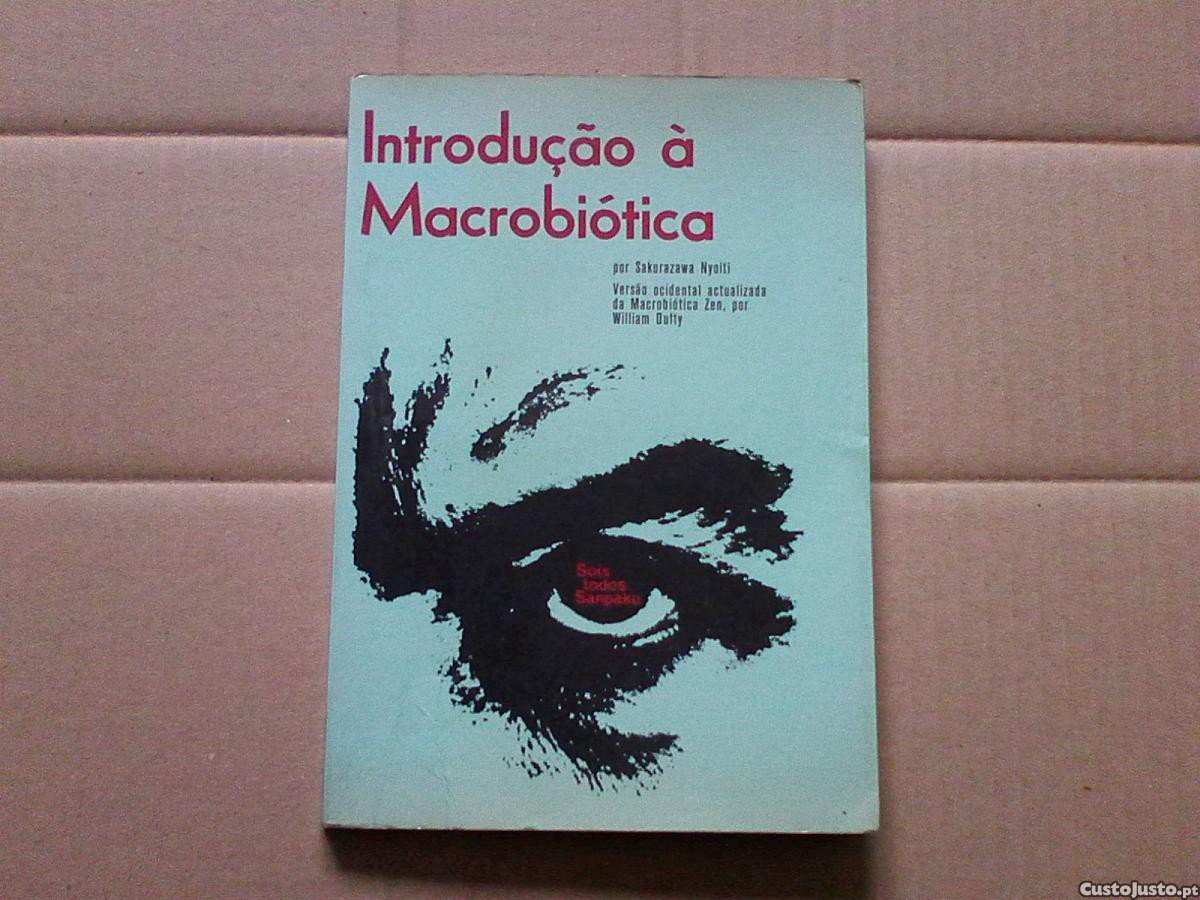 Introdução à
Macrobiótica
por Sakurazawa Nyoiti
Versão ocidental actualizada
da Macrobiótica Zen, por
William Dufty
Sois
todos
Sanpaku
CustoJusto.pt